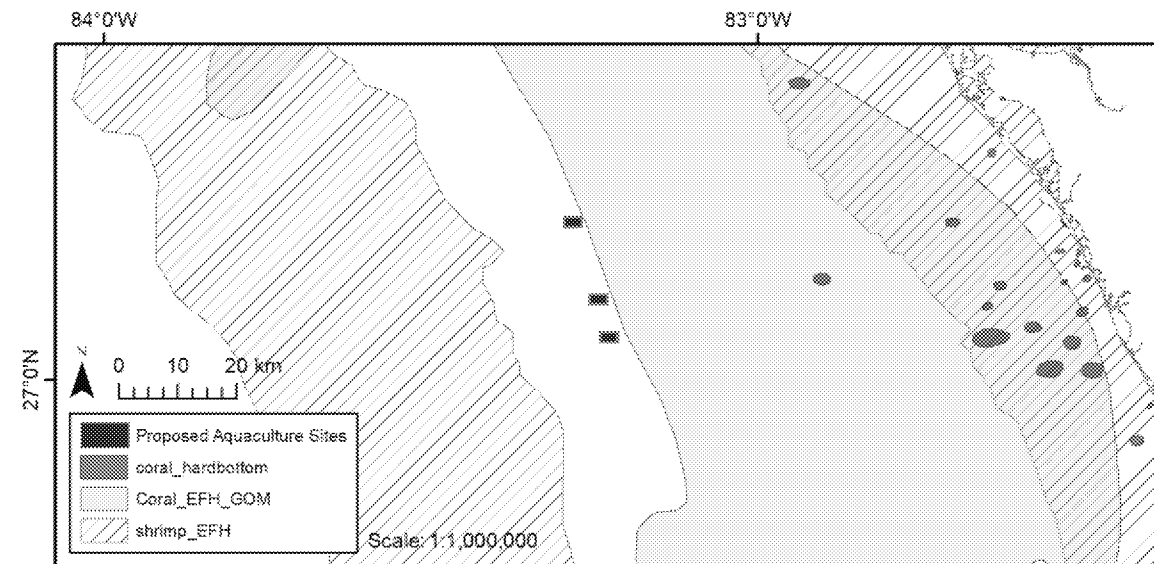 84°0'W 83°0'W
27°0'N
z
0 10 20 km
Proposed Aquaculture Sites
coral_hardbottom
Coral_EFH_GOM
shrimp_EFH
Scale: 1:1,000,000